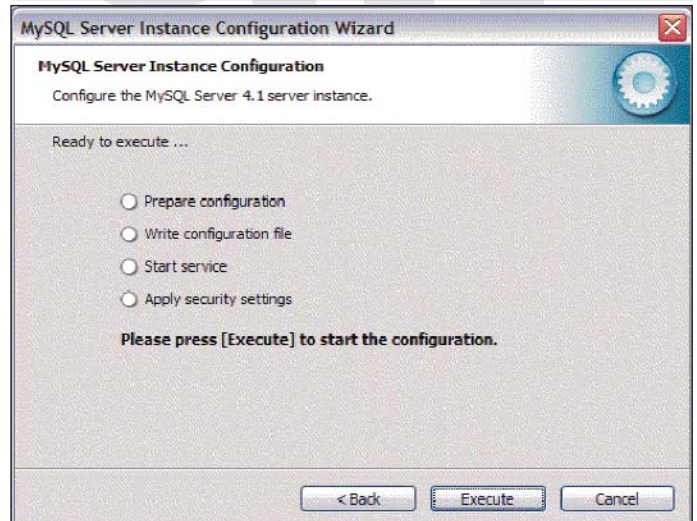 MySQL Server Instance Configuration Wizard
MySQL Server Instance Configuration
Configure the MySQL Server 4.1 server instance.
Ready to execute ...
Prepare configuration
Write configuration file
Start service
Apply security settings
Please press [Execute] to start the configuration.
< Back Execute Cancel